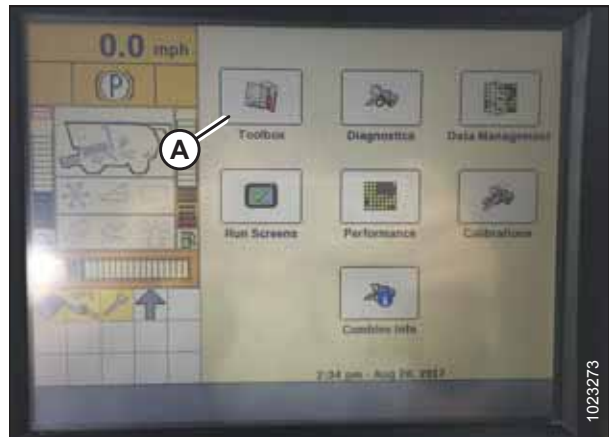 0.0 mph
(P)
A
Toolbox
Diagnostics
Data Management
Run Screens
Performance
Calibrations
Combine Info
2:34 pm - Aug 26, 2017
1023273